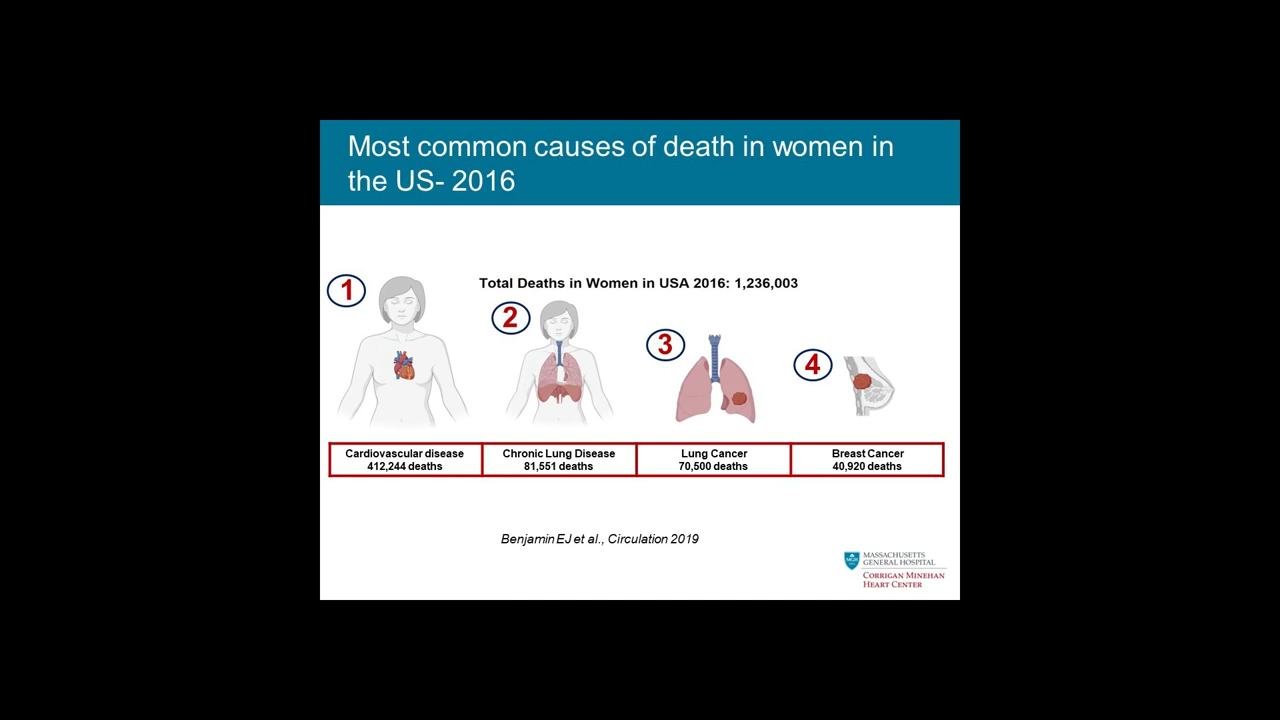 Most common causes of death in women in
the US- 2016
Total Deaths in Women in USA 2016: 1,236,003
1
2
3
4
Cardiovascular disease
412,244 deaths
Chronic Lung Disease
81,551 deaths
Lung Cancer
70,500 deaths
Breast Cancer
40,920 deaths
Benjamin EJ et al., Circulation 2019
MASSACHUSETTS
GENERAL HOSPITAL
CORRIGAN MINEHAN
HEART CENTER